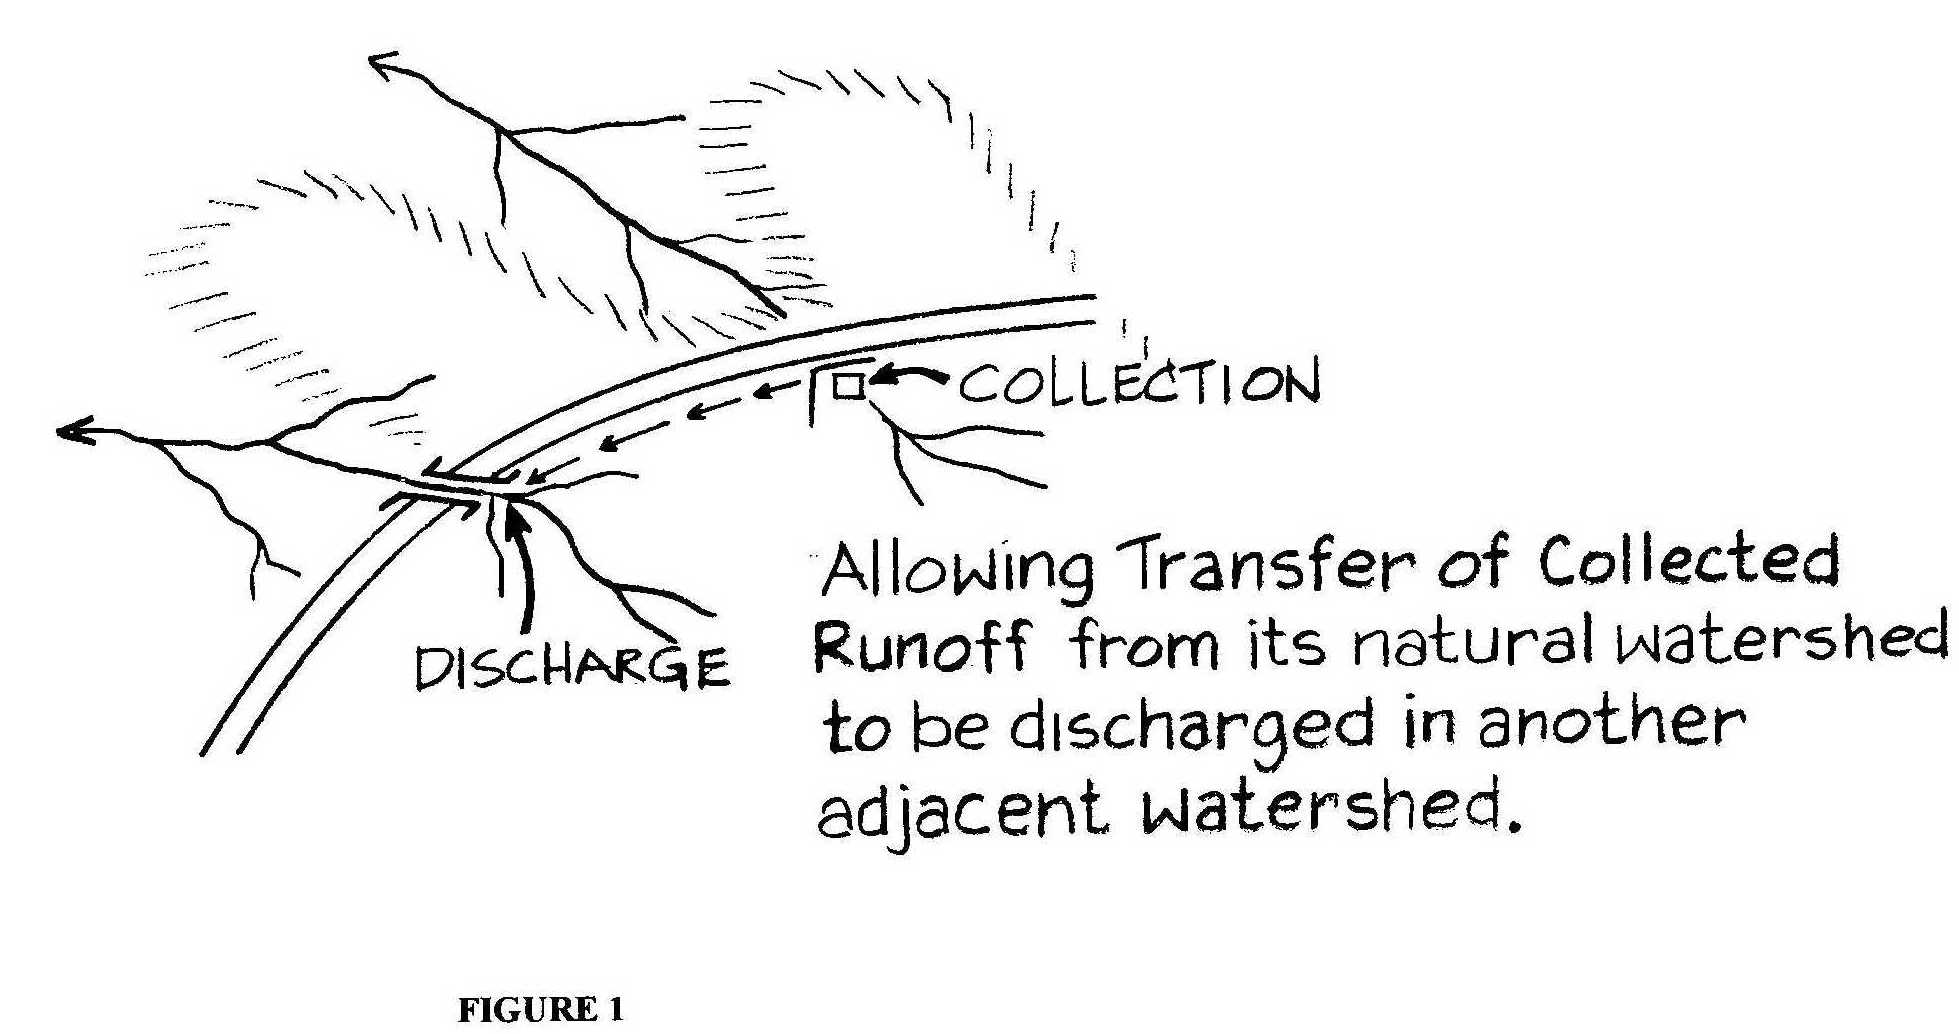 COLLECTION
DISCHARGE
Allowing Transfer of Collected
Runoff from its natural watershed
to be discharged in another
adjacent watershed.
FIGURE 1